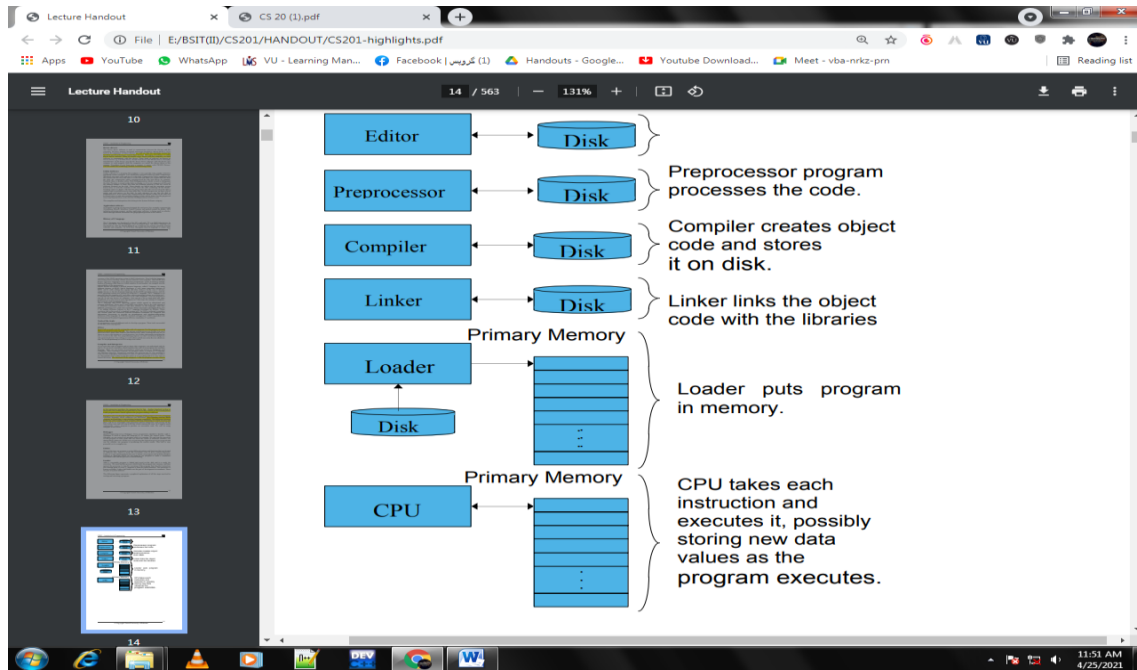 Lecture Handout
CS 20 (1).pdf
File E:/BSIT(II)/CS201/HANDOUT/CS201-highlights.pdf
Apps YouTube WhatsApp VU - Learning Man... Facebook | گرویس (1) Handouts - Google... Youtube Download... Meet - vba-nrkz-prn Reading list
Lecture Handout 14 / 563 131%
10
11
12
13
14
Editor Disk
Preprocessor Disk
Preprocessor program
processes the code.
Compiler Disk
Compiler creates object
code and stores
it on disk.
Linker Disk
Linker links the object
code with the libraries
Primary Memory
Loader
Disk
Loader puts program
in memory.
Primary Memory
CPU
CPU takes each
instruction and
executes it, possibly
storing new data
values as the
program executes.
DEV
11:51 AM
4/25/2021